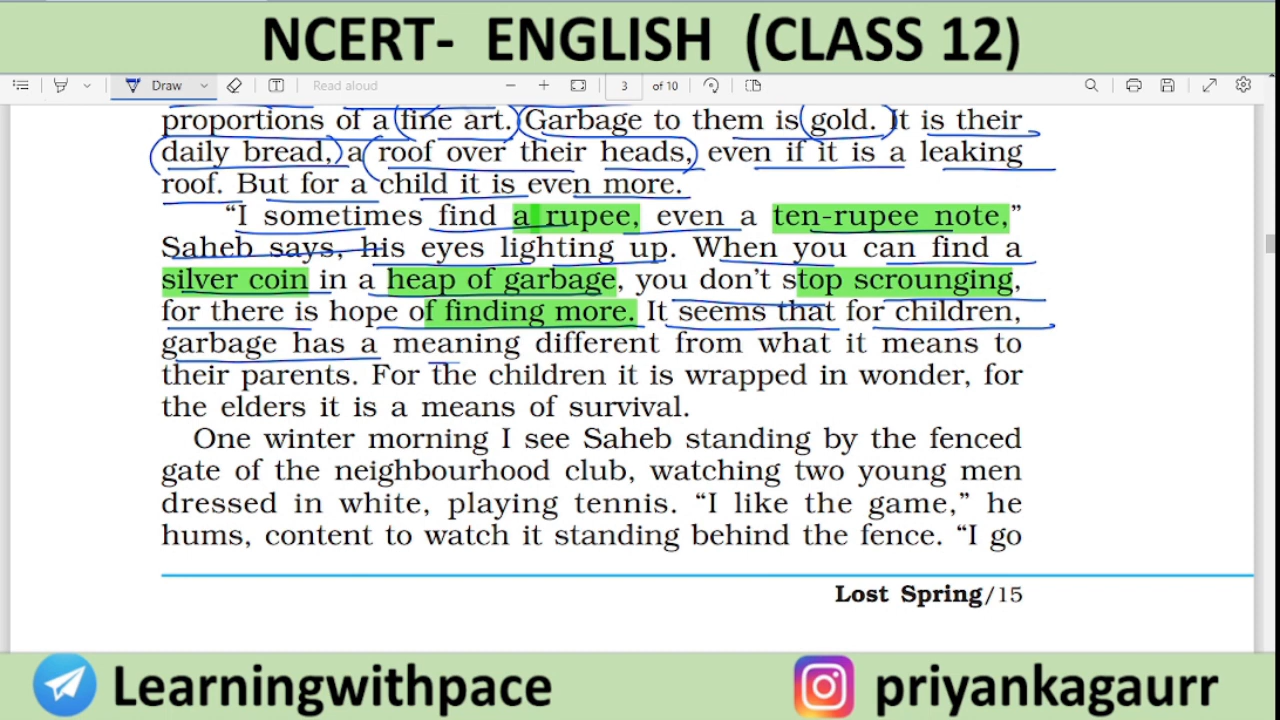 NCERT- ENGLISH (CLASS 12)
Draw
Read aloud
3 of 10
proportions of a fine art. Garbage to them is gold. It is their
daily bread, a roof over their heads, even if it is a leaking
roof. But for a child it is even more.
“I sometimes find a rupee, even a ten-rupee note,”
Saheb says, his eyes lighting up. When you can find a
silver coin in a heap of garbage, you don’t stop scrounging,
for there is hope of finding more. It seems that for children,
garbage has a meaning different from what it means to
their parents. For the children it is wrapped in wonder, for
the elders it is a means of survival.
One winter morning I see Saheb standing by the fenced
gate of the neighbourhood club, watching two young men
dressed in white, playing tennis. “I like the game,” he
hums, content to watch it standing behind the fence. “I go
Lost Spring/15
Learningwithpace
priyankagaurr